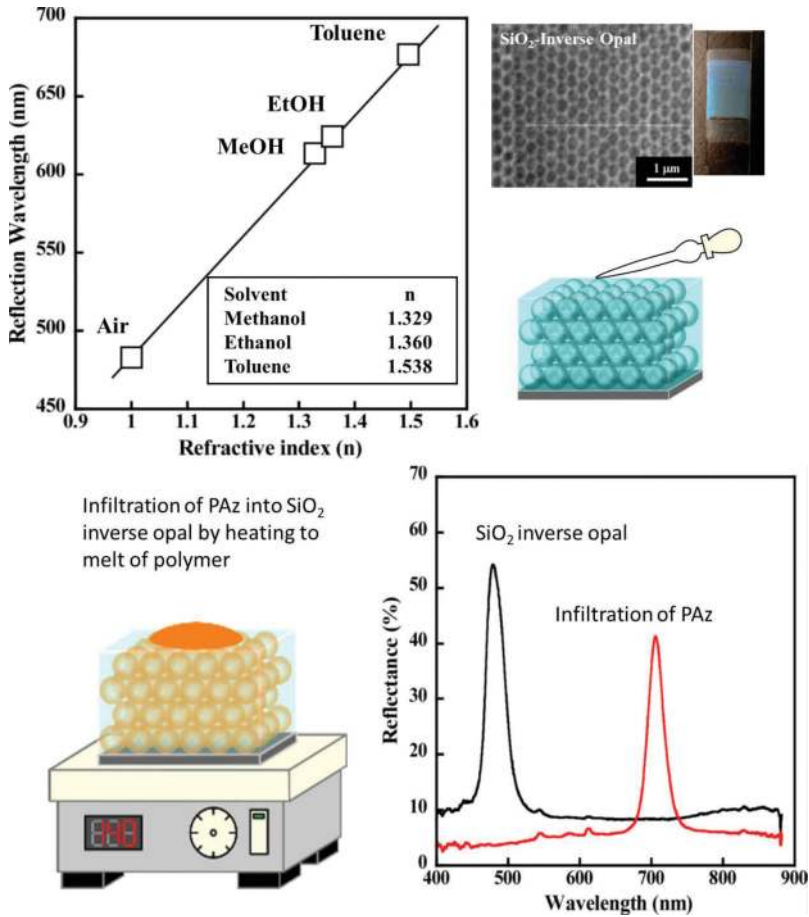 700
650
600
550
500
450
Reflection Wavelength (nm)
Toluene
EtOH
MeOH
Air
Solvent n
Methanol 1.329
Ethanol 1.360
Toluene 1.538
0.9 1 1.1 1.2 1.3 1.4 1.5 1.6
Refractive index (n)
SiO₂-Inverse Opal
1 μm
Infiltration of PAz into SiO₂
inverse opal by heating to
melt of polymer
140
70
60
50
40
30
20
10
0
Reflectance (%)
SiO₂ inverse opal
Infiltration of PAz
400 500 600 700 800 900
Wavelength (nm)